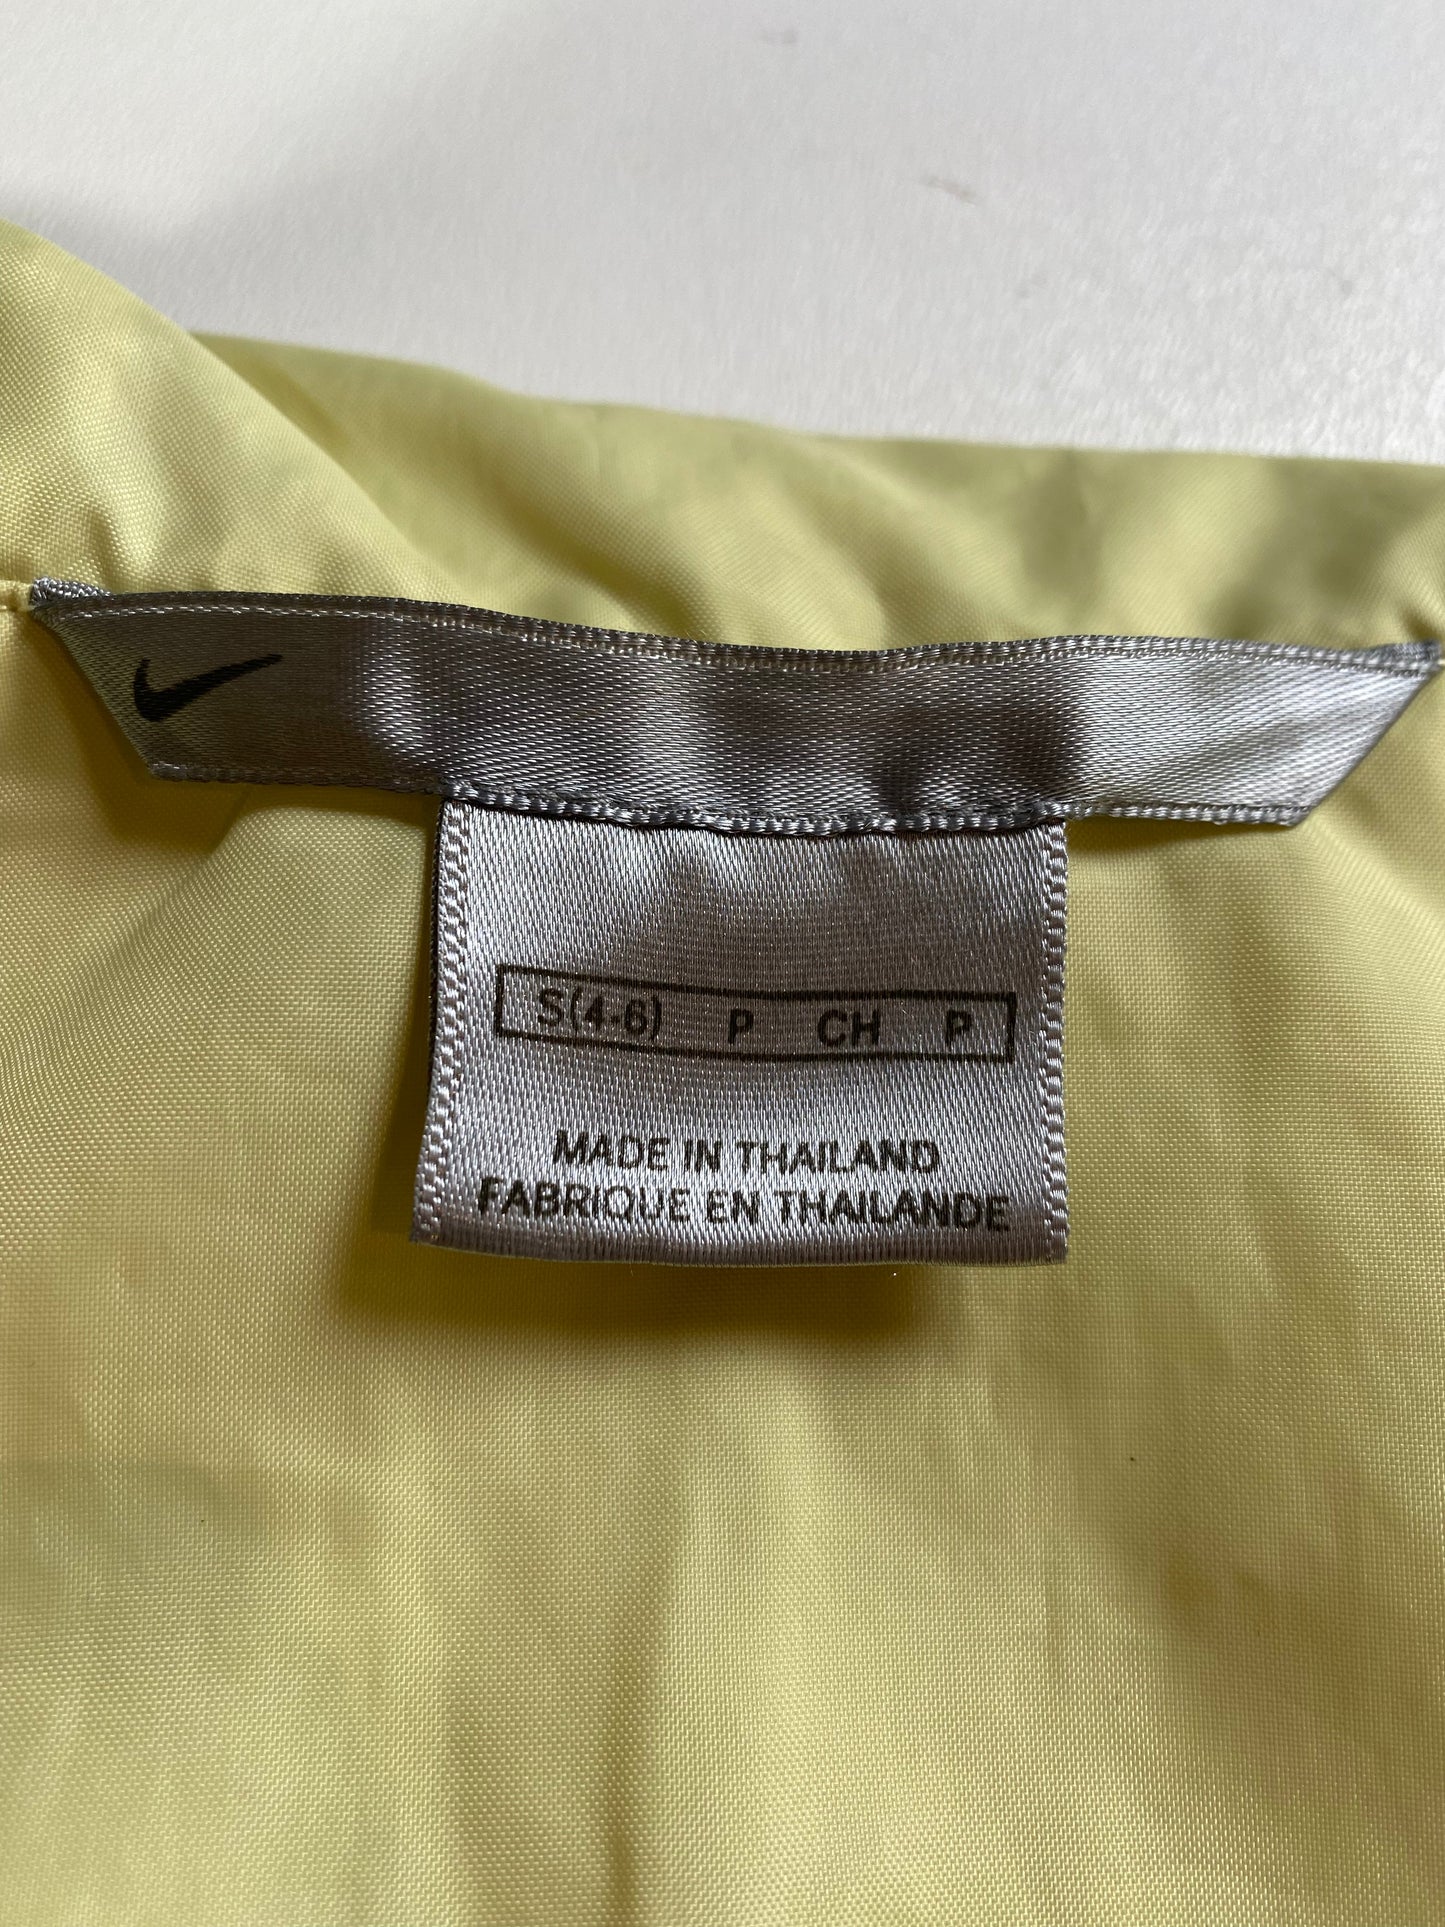 S(4-6) P CH P
MADE IN THAILAND
FABRIQUE EN THAILANDE